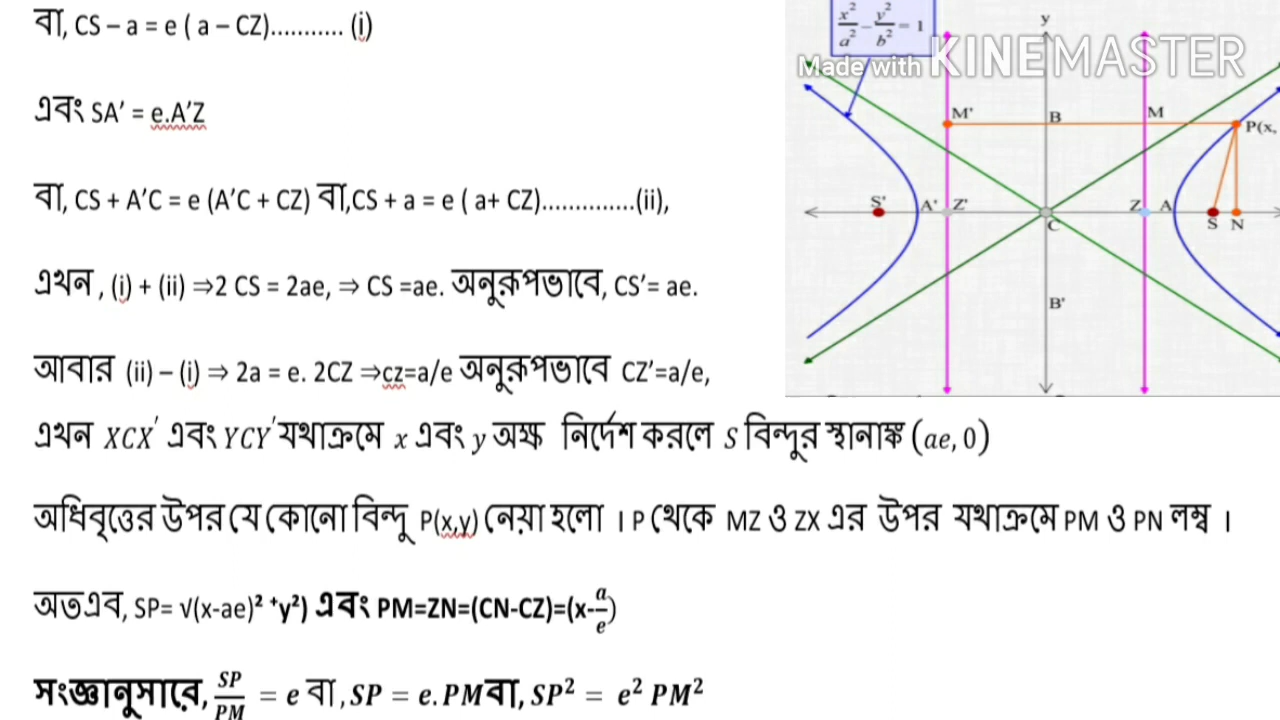 বা, CS – a = e ( a – CZ)........... (i)
এবং SA′ = e.A′Z
বা, CS + A′C = e (A′C + CZ) বা,CS + a = e ( a+ CZ)..............(ii),
এখন , (i) + (ii) ⇒2 CS = 2ae, ⇒ CS =ae. অনুরূপভাবে, CS′= ae.
আবার (ii) – (i) ⇒ 2a = e. 2CZ ⇒cz=a/e অনুরূপভাবে CZ′=a/e,
এখন XCX′ এবং YCY′ যথাক্রমে x এবং y অক্ষ নির্দেশ করলে S বিন্দুর স্থানাঙ্ক (ae, 0)
অধিবৃত্তের উপর যে কোনো বিন্দু P(x,y) নেয়া হলো । P থেকে MZ ও ZX এর উপর যথাক্রমে PM ও PN লম্ব ।
অতএব, SP= √(x-ae)² ⁺y²) এবং PM=ZN=(CN-CZ)=(x-a/e)
সংজ্ঞানুসারে, SP/PM = e বা , SP = e. PM বা, SP² = e² PM²
x²/a² − y²/b² = 1
y
Made with KINEMASTER
M' B M P(x,
S' A' Z' C Z A S N
B'